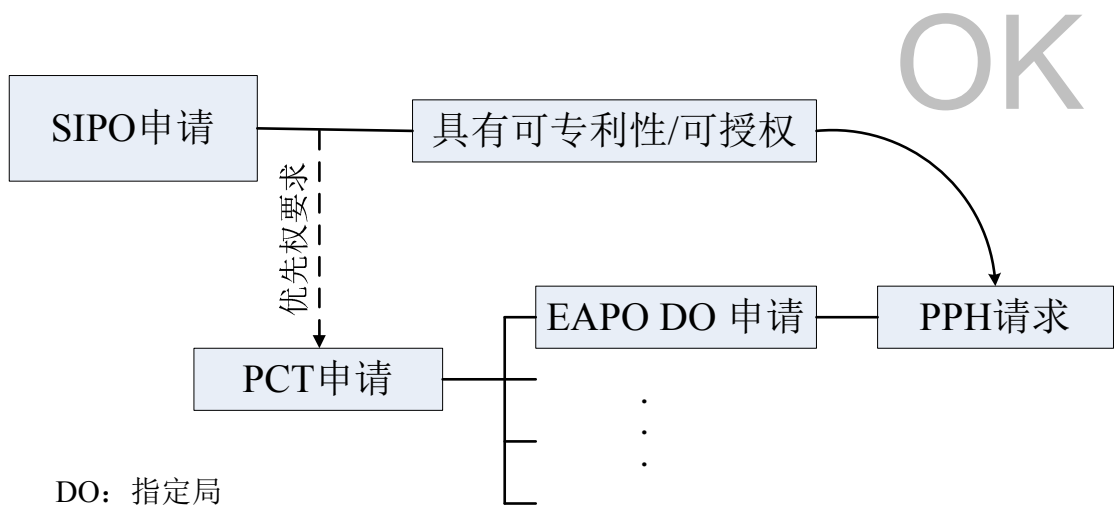 OK
SIPO申请
具有可专利性/可授权
优先权要求
EAPO DO 申请
PPH请求
PCT申请
DO：指定局